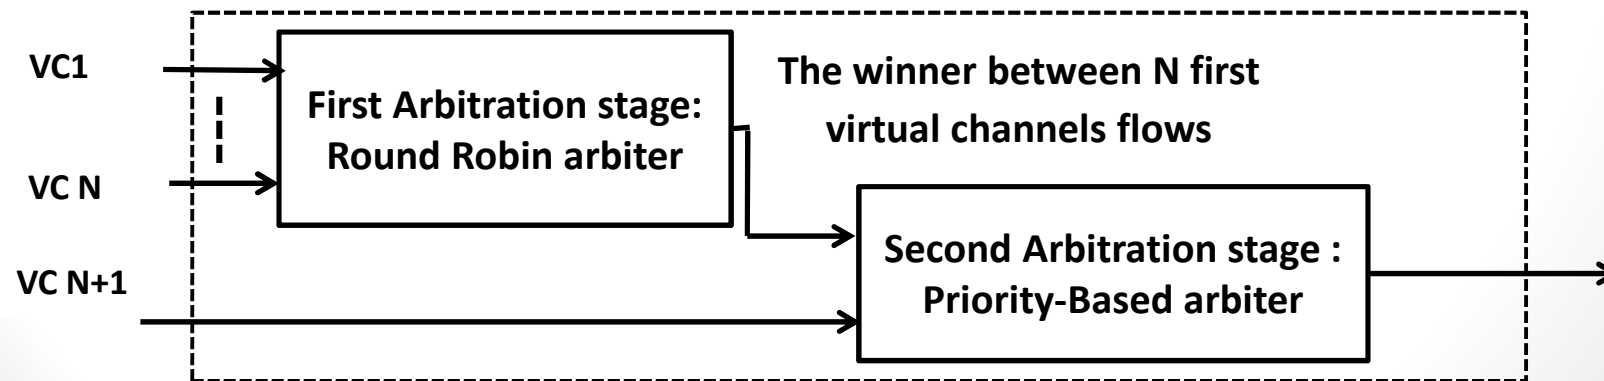 VC1
First Arbitration stage:
Round Robin arbiter
The winner between N first
virtual channels flows
VC N
VC N+1
Second Arbitration stage :
Priority-Based arbiter